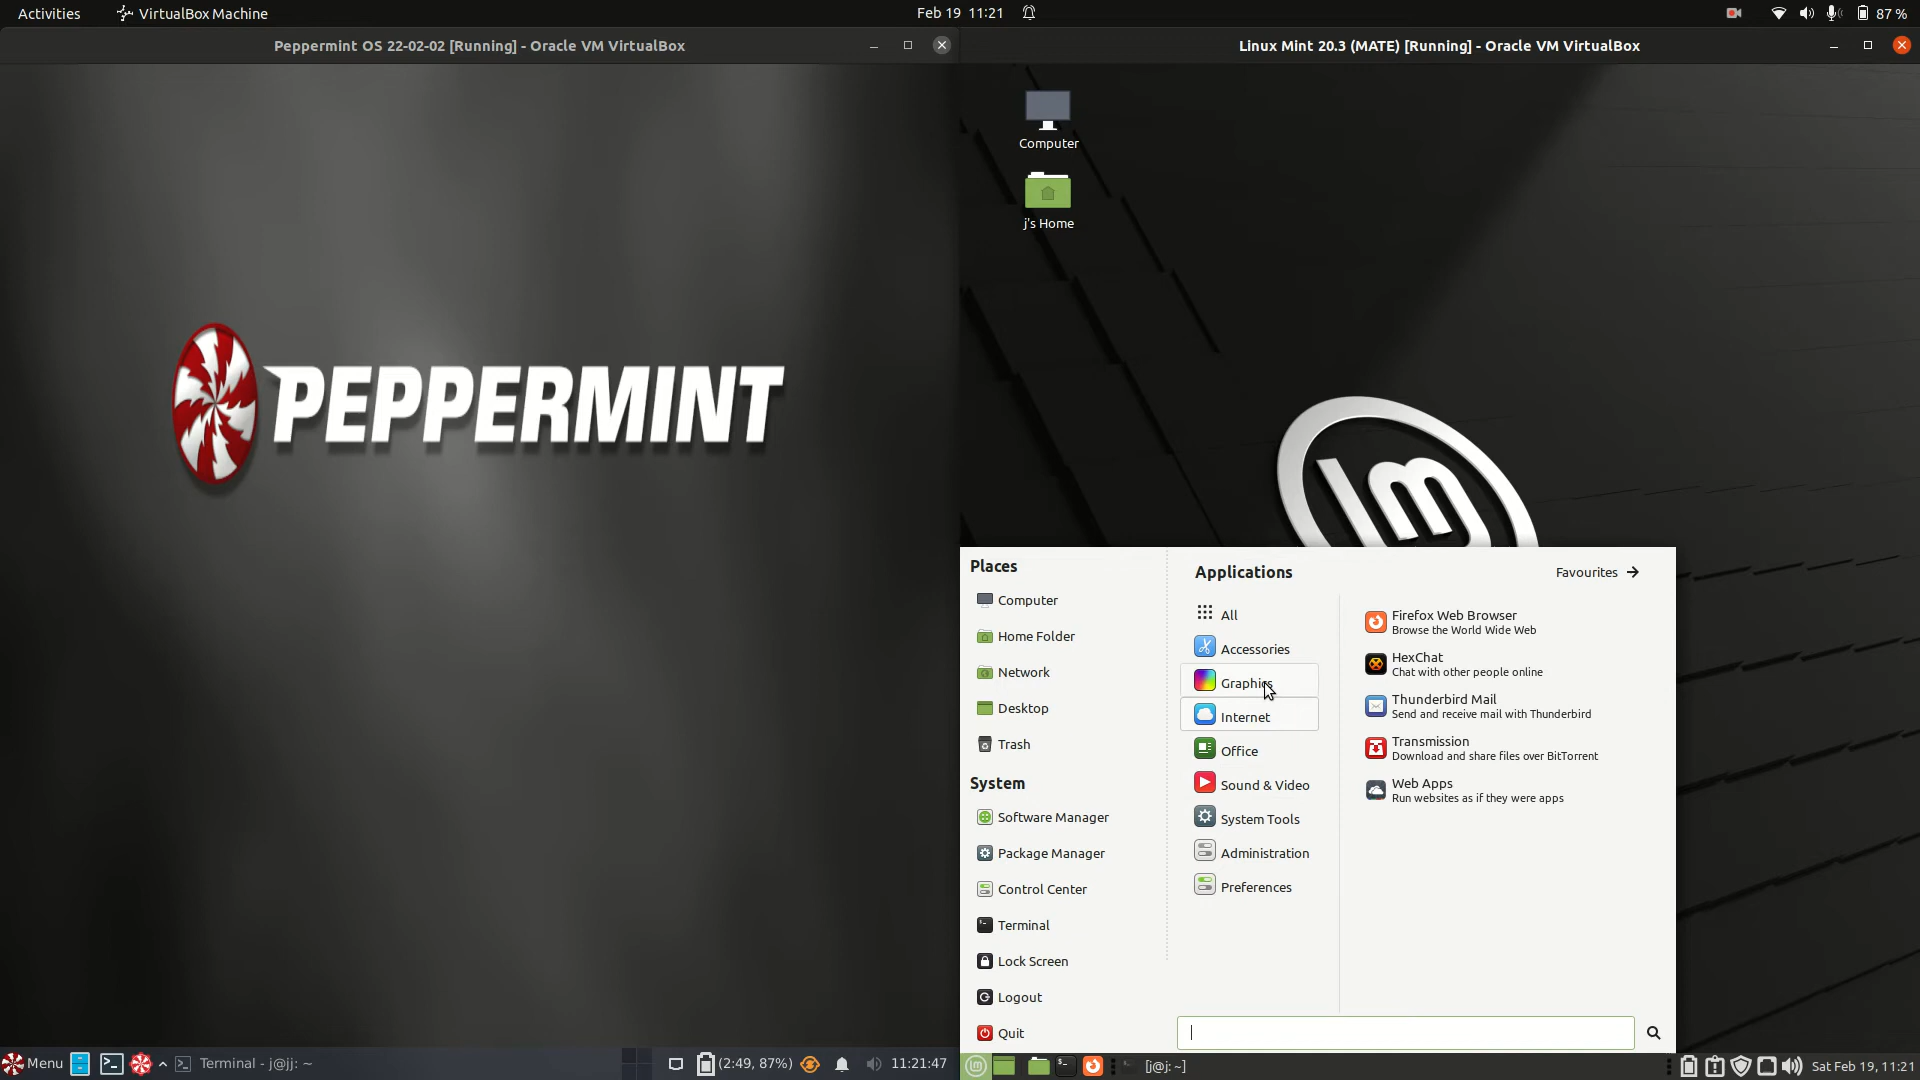 Activities
VirtualBox Machine
Feb 19 11:21
87 %
Peppermint OS 22-02-02 [Running] - Oracle VM VirtualBox
PEPPERMINT
Menu
Terminal - j@jj: ~
(2:49, 87%)
11:21:47
Linux Mint 20.3 (MATE) [Running] - Oracle VM VirtualBox
Computer
j's Home
lm
Places
Computer
Home Folder
Network
Desktop
Trash
System
Software Manager
Package Manager
Control Center
Terminal
Lock Screen
Logout
Quit
Applications
Favourites
All
Accessories
Graphics
Internet
Office
Sound & Video
System Tools
Administration
Preferences
Firefox Web Browser
Browse the World Wide Web
HexChat
Chat with other people online
Thunderbird Mail
Send and receive mail with Thunderbird
Transmission
Download and share files over BitTorrent
Web Apps
Run websites as if they were apps
[j@j: ~]
Sat Feb 19, 11:21